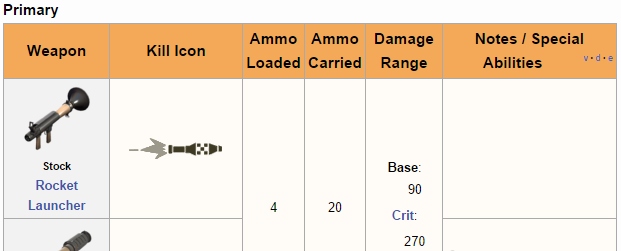 Primary
Weapon
Kill Icon
Ammo Loaded
Ammo Carried
Damage Range
Notes / Special Abilities
v · d · e
Stock
Rocket
Launcher
4
20
Base:
90
Crit:
270